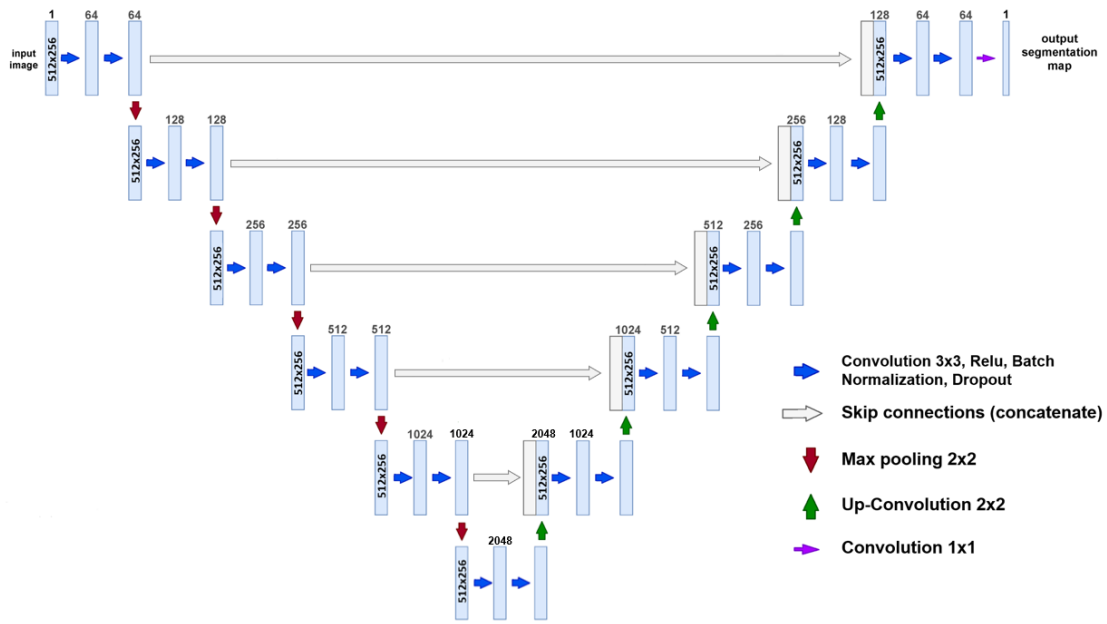 1 64 64 128 64 64 1
input
image
512x256
512x256
output
segmentation
map
128 128 256 128
512x256
512x256
256 256 512 256
512x256
512x256
512 512 1024 512
512x256
512x256
Convolution 3x3, Relu, Batch
Normalization, Dropout
Skip connections (concatenate)
1024 1024 2048 1024
512x256
512x256
Max pooling 2x2
Up-Convolution 2x2
2048
512x256
Convolution 1x1